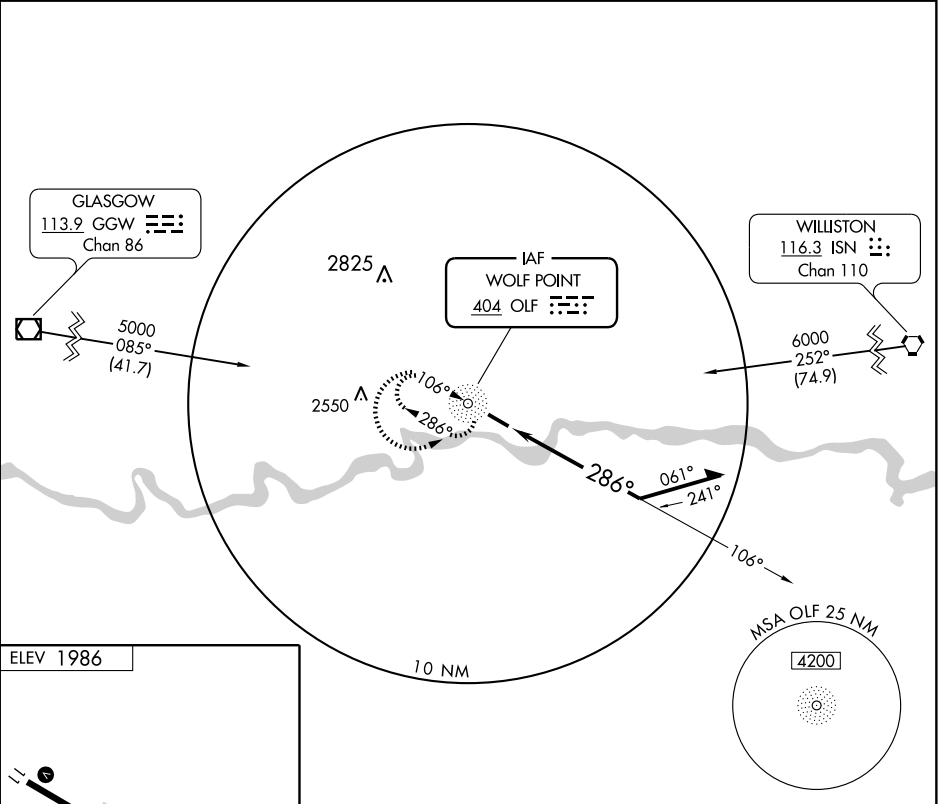 GLASGOW
113.9 GGW
Chan 86
WILLISTON
116.3 ISN
Chan 110
IAF
WOLF POINT
404 OLF
2825
5000
085°
(41.7)
6000
252°
(74.9)
2550
106°
286°
286°
061°
241°
106°
10 NM
MSA OLF 25 NM
4200
ELEV 1986
11
V